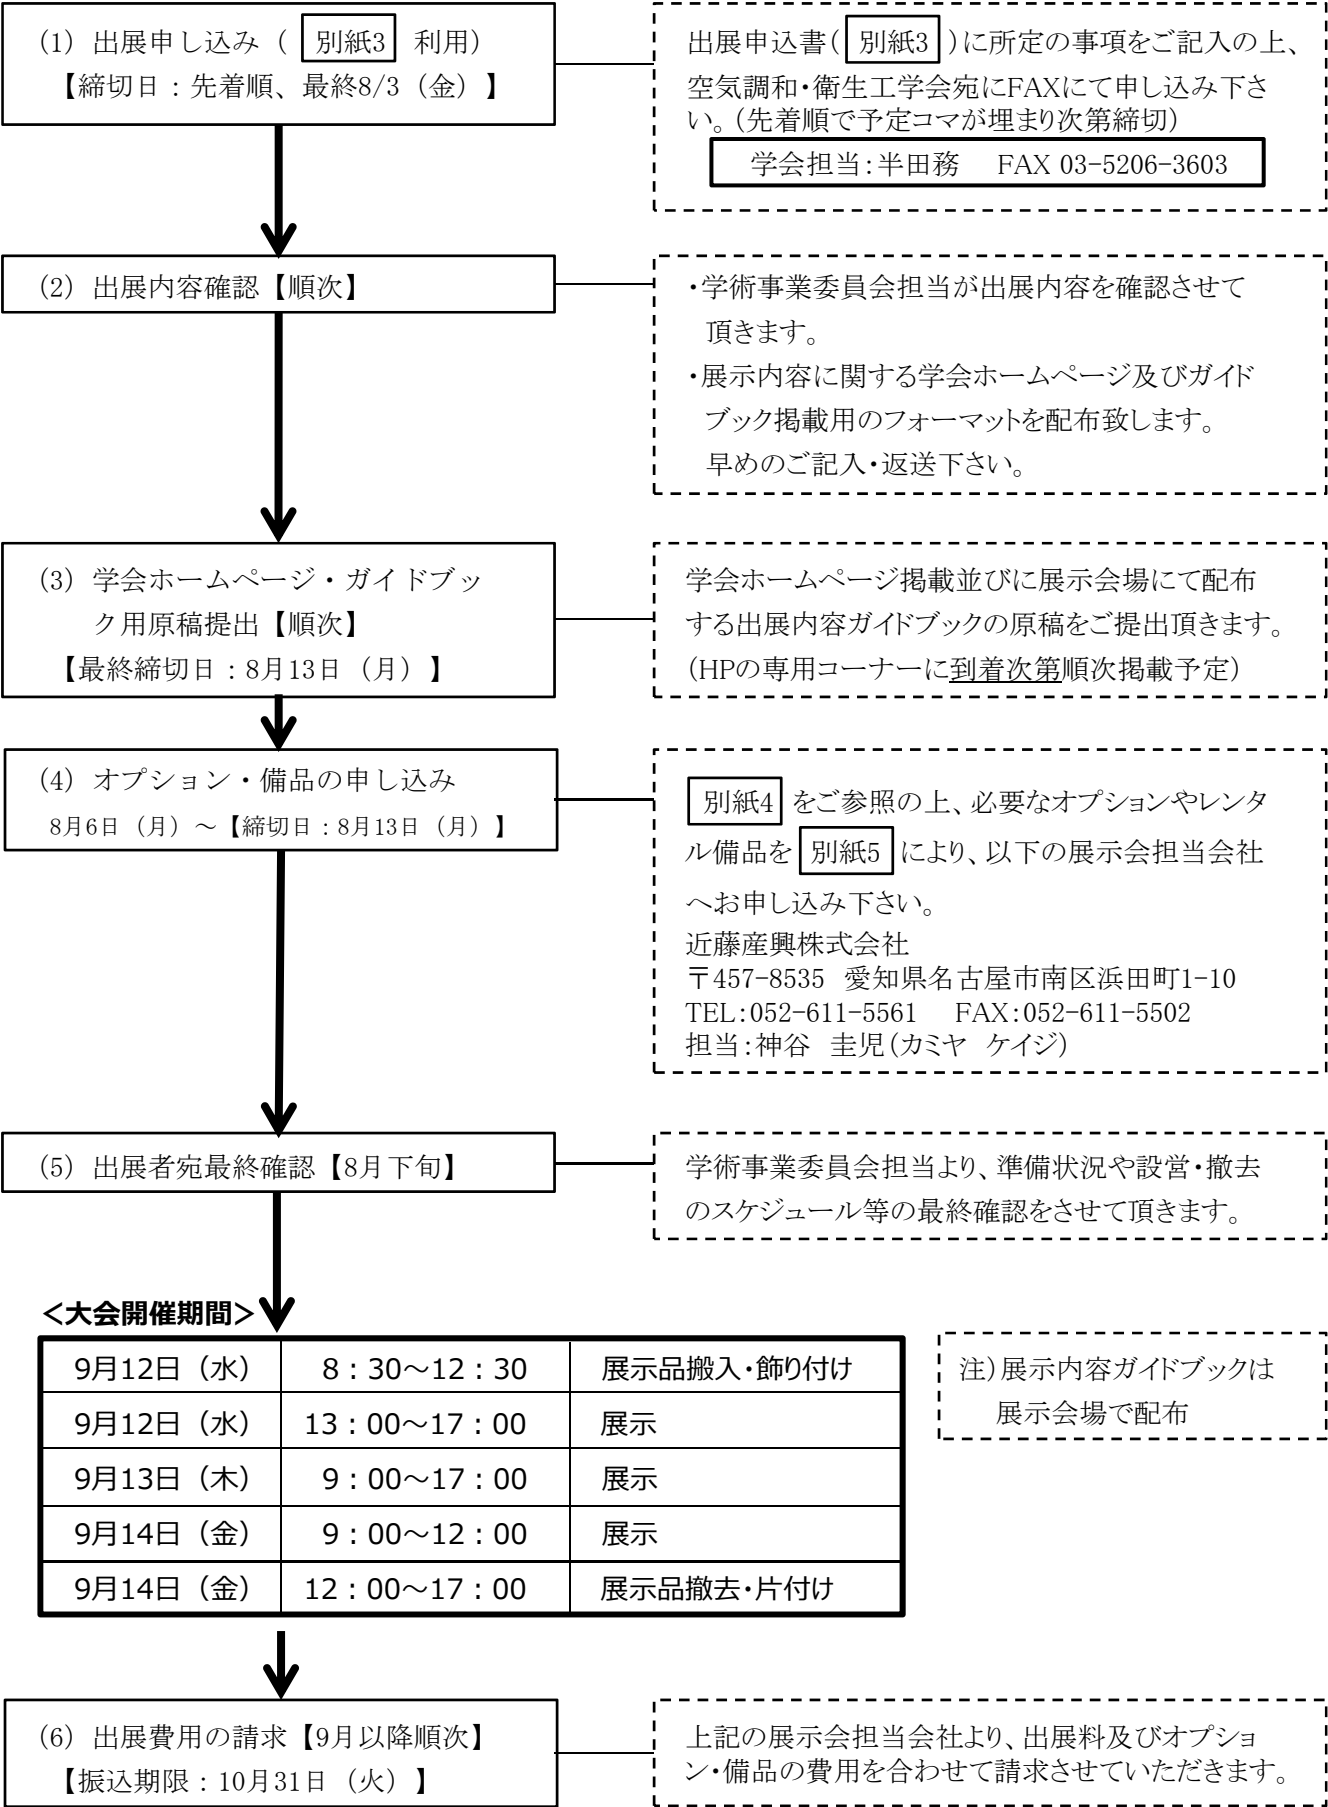 (1) 出展申し込み ( 別紙3 利用)
【締切日：先着順、最終8/3（金）】
出展申込書( 別紙3 )に所定の事項をご記入の上、
空気調和・衛生工学会宛にFAXにて申し込み下さ
い。(先着順で予定コマが埋まり次第締切)
学会担当：半田務　FAX 03-5206-3603
(2) 出展内容確認【順次】
・学術事業委員会担当が出展内容を確認させて
頂きます。
・展示内容に関する学会ホームページ及びガイド
ブック掲載用のフォーマットを配布致します。
早めのご記入・返送下さい。
(3) 学会ホームページ・ガイドブッ
ク用原稿提出【順次】
【最終締切日：8月13日（月）】
学会ホームページ掲載並びに展示会場にて配布
する出展内容ガイドブックの原稿をご提出頂きます。
(HPの専用コーナーに到着次第順次掲載予定)
(4) オプション・備品の申し込み
8月6日（月）～【締切日：8月13日（月）】
別紙4 をご参照の上、必要なオプションやレンタ
ル備品を 別紙5 により、以下の展示会担当会社
へお申し込み下さい。
近藤産興株式会社
〒457-8535 愛知県名古屋市南区浜田町1-10
TEL：052-611-5561　FAX：052-611-5502
担当：神谷　圭児(カミヤ　ケイジ)
(5) 出展者宛最終確認【8月下旬】
学術事業委員会担当より、準備状況や設営・撤去
のスケジュール等の最終確認をさせて頂きます。
＜大会開催期間＞
9月12日（水） 8：30～12：30 展示品搬入・飾り付け
9月12日（水） 13：00～17：00 展示
9月13日（木） 9：00～17：00 展示
9月14日（金） 9：00～12：00 展示
9月14日（金） 12：00～17：00 展示品撤去・片付け
注)展示内容ガイドブックは
展示会場で配布
(6) 出展費用の請求【9月以降順次】
【振込期限：10月31日（火）】
上記の展示会担当会社より、出展料及びオプショ
ン・備品の費用を合わせて請求させていただきます。